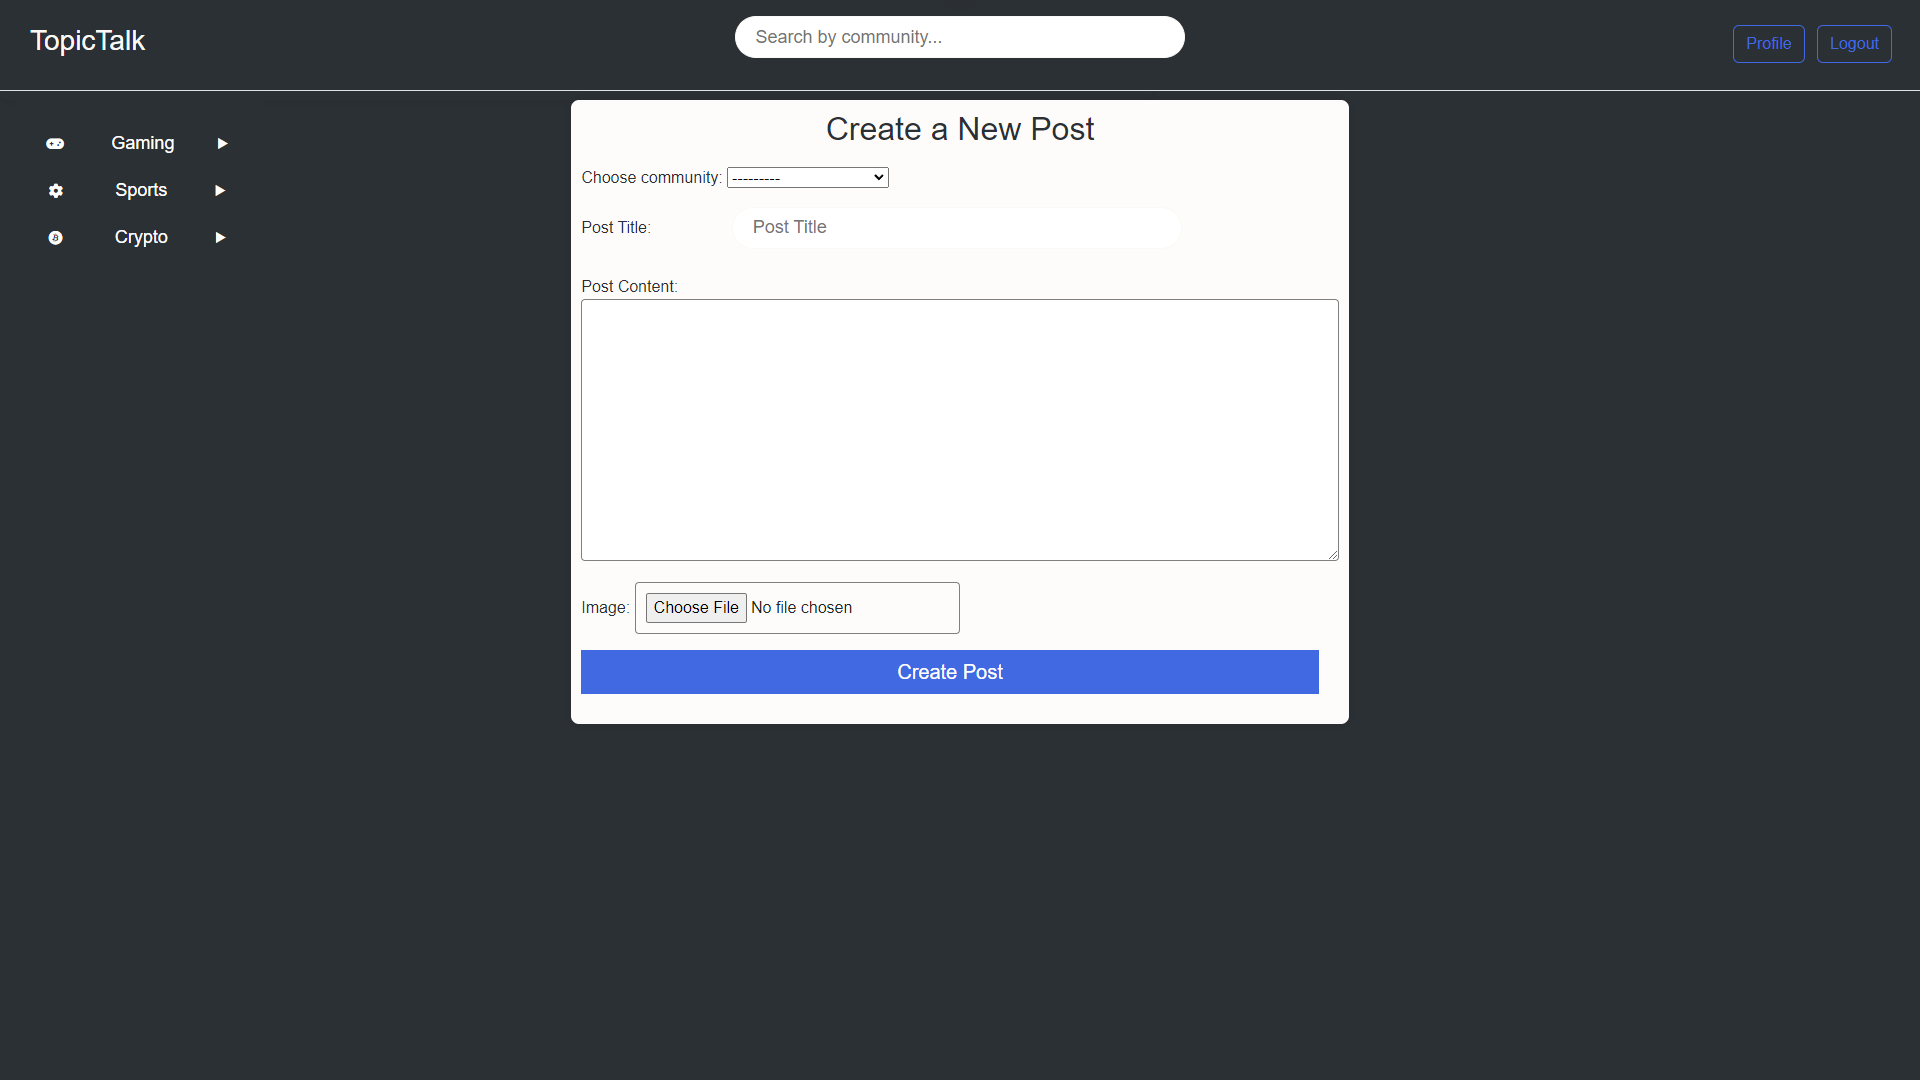 TopicTalk
Search by community...
Profile
Logout
Gaming
Sports
Crypto
Create a New Post
Choose community: ---------
Post Title: Post Title
Post Content:
Image: Choose File No file chosen
Create Post